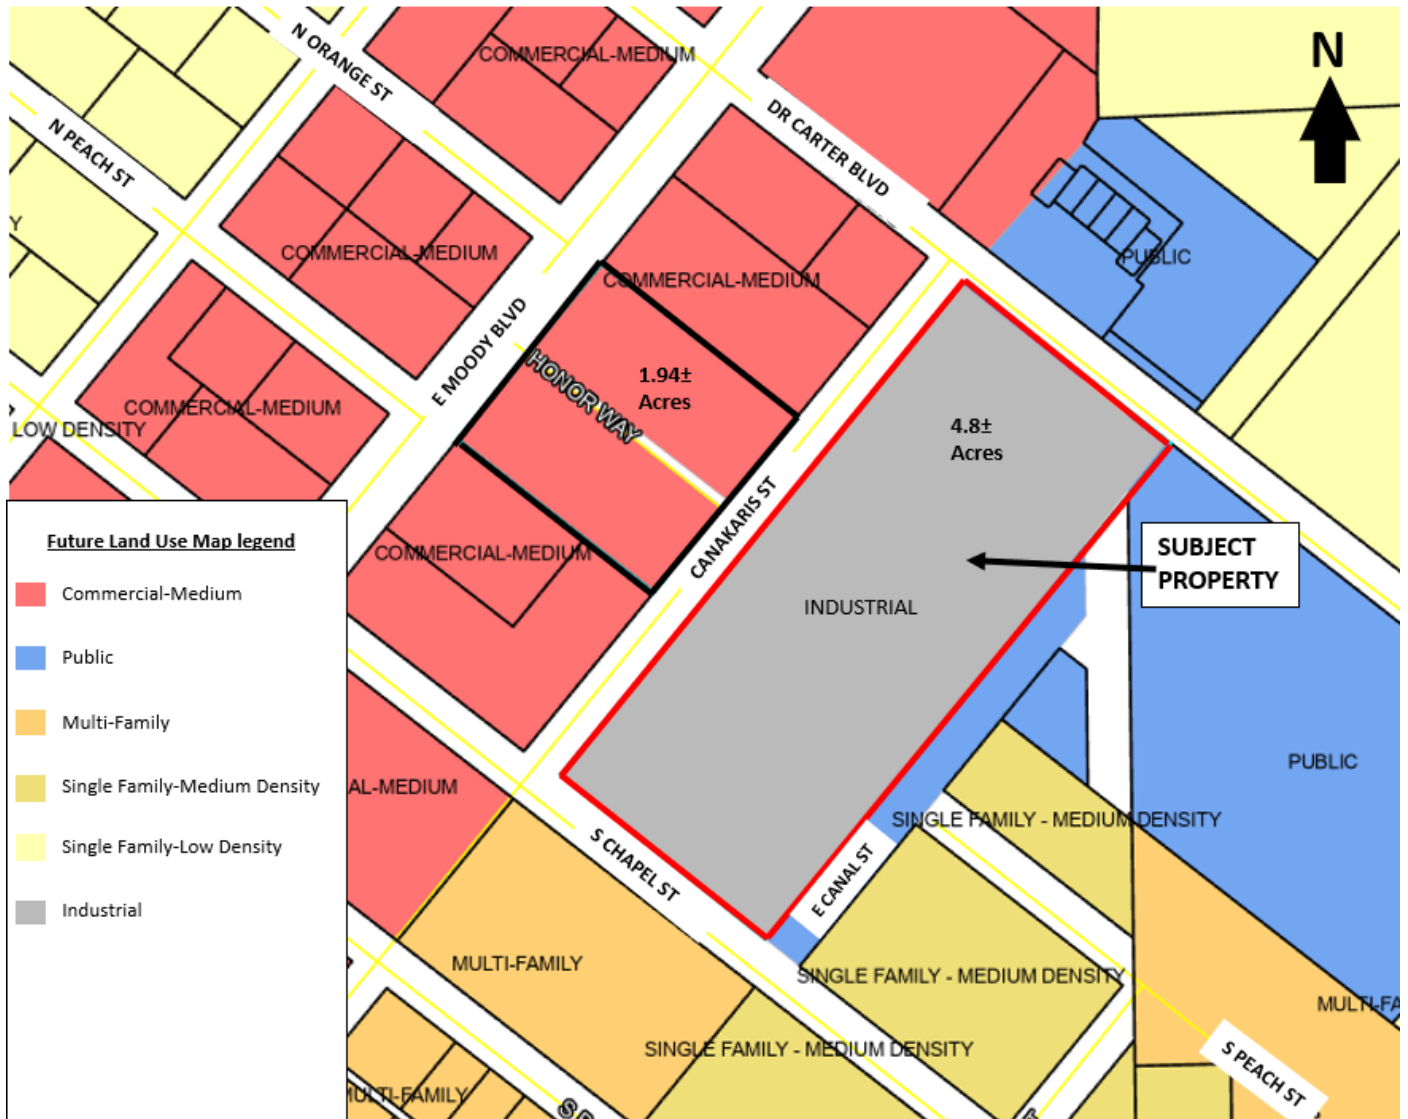 N ORANGE ST
COMMERCIAL-MEDIUM
N
DR CARTER BLVD
N PEACH ST
Y
COMMERCIAL-MEDIUM
COMMERCIAL-MEDIUM
PUBLIC
E MOODY BLVD
HONOR WAY
1.94±
Acres
COMMERCIAL-MEDIUM
LOW DENSITY
4.8±
Acres
CANAKARIS ST
COMMERCIAL-MEDIUM
SUBJECT
PROPERTY
INDUSTRIAL
Future Land Use Map legend
Commercial-Medium
Public
Multi-Family
Single Family-Medium Density
Single Family-Low Density
Industrial
AL-MEDIUM
PUBLIC
SINGLE FAMILY - MEDIUM DENSITY
S CHAPEL ST
E CANAL ST
MULTI-FAMILY
SINGLE FAMILY - MEDIUM DENSITY
MULTI-FA
SINGLE FAMILY - MEDIUM DENSITY
S PEACH ST
MULTI-FAMILY